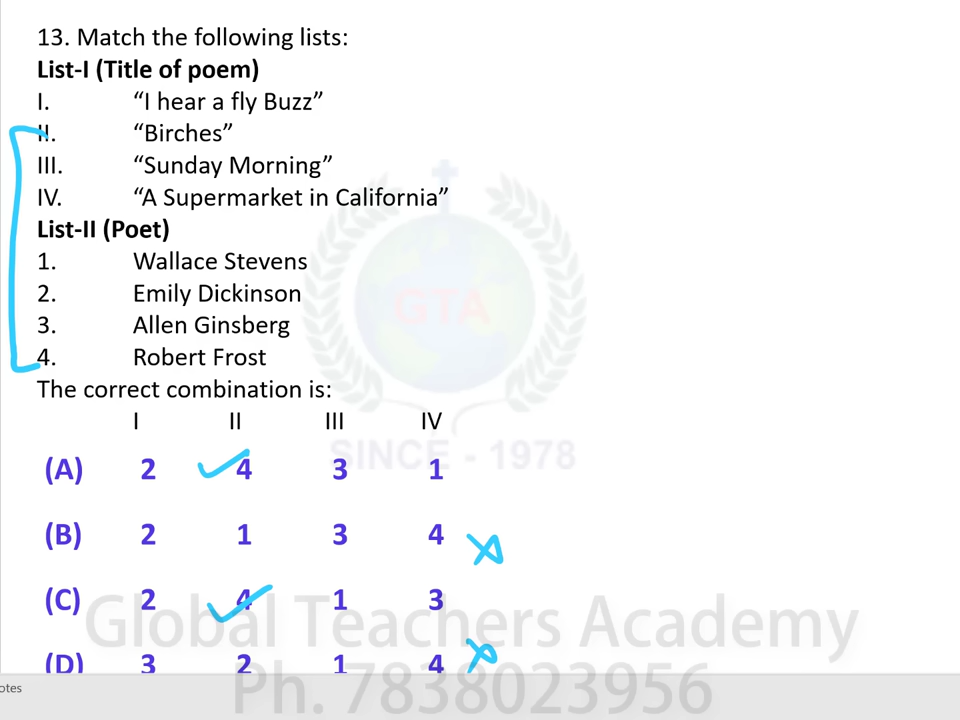 13. Match the following lists:
List-I (Title of poem)
I. “I hear a fly Buzz”
II. “Birches”
III. “Sunday Morning”
IV. “A Supermarket in California”
List-II (Poet)
1. Wallace Stevens
2. Emily Dickinson
3. Allen Ginsberg
4. Robert Frost
The correct combination is:
I II III IV
(A) 2 4 3 1
(B) 2 1 3 4
(C) 2 4 1 3
(D) 3 2 1 4
GTA
SINCE - 1978
Global Teachers Academy
Ph. 7838023956
otes